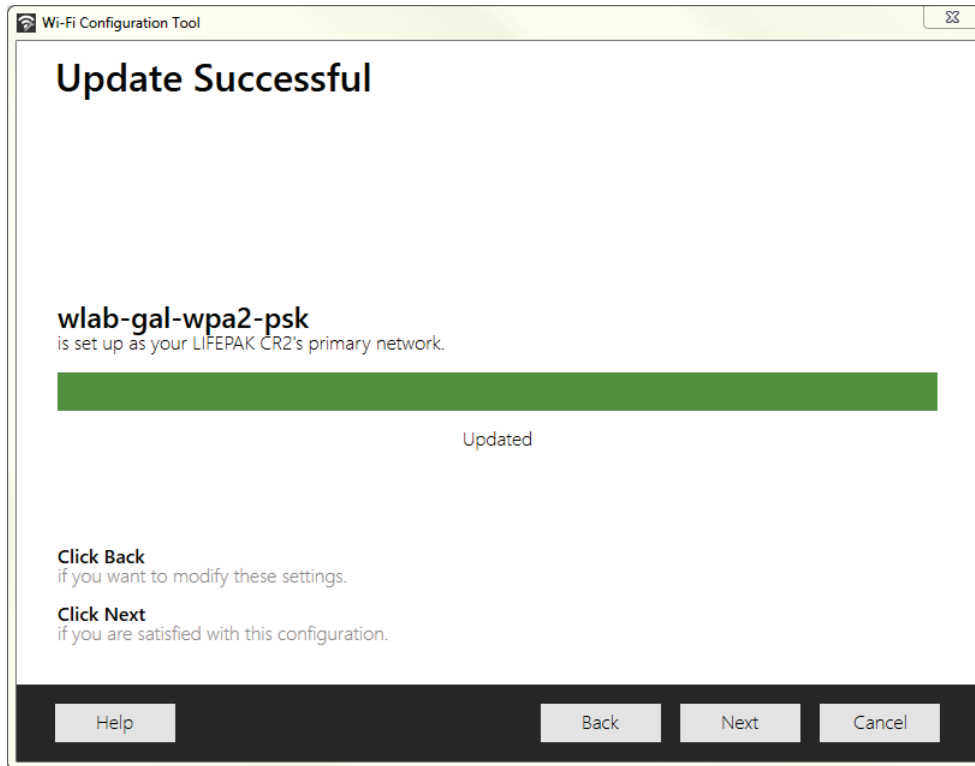 Wi-Fi Configuration Tool
Update Successful
wlab-gal-wpa2-psk
is set up as your LIFEPAK CR2's primary network.
Updated
Click Back
if you want to modify these settings.
Click Next
if you are satisfied with this configuration.
Help Back Next Cancel